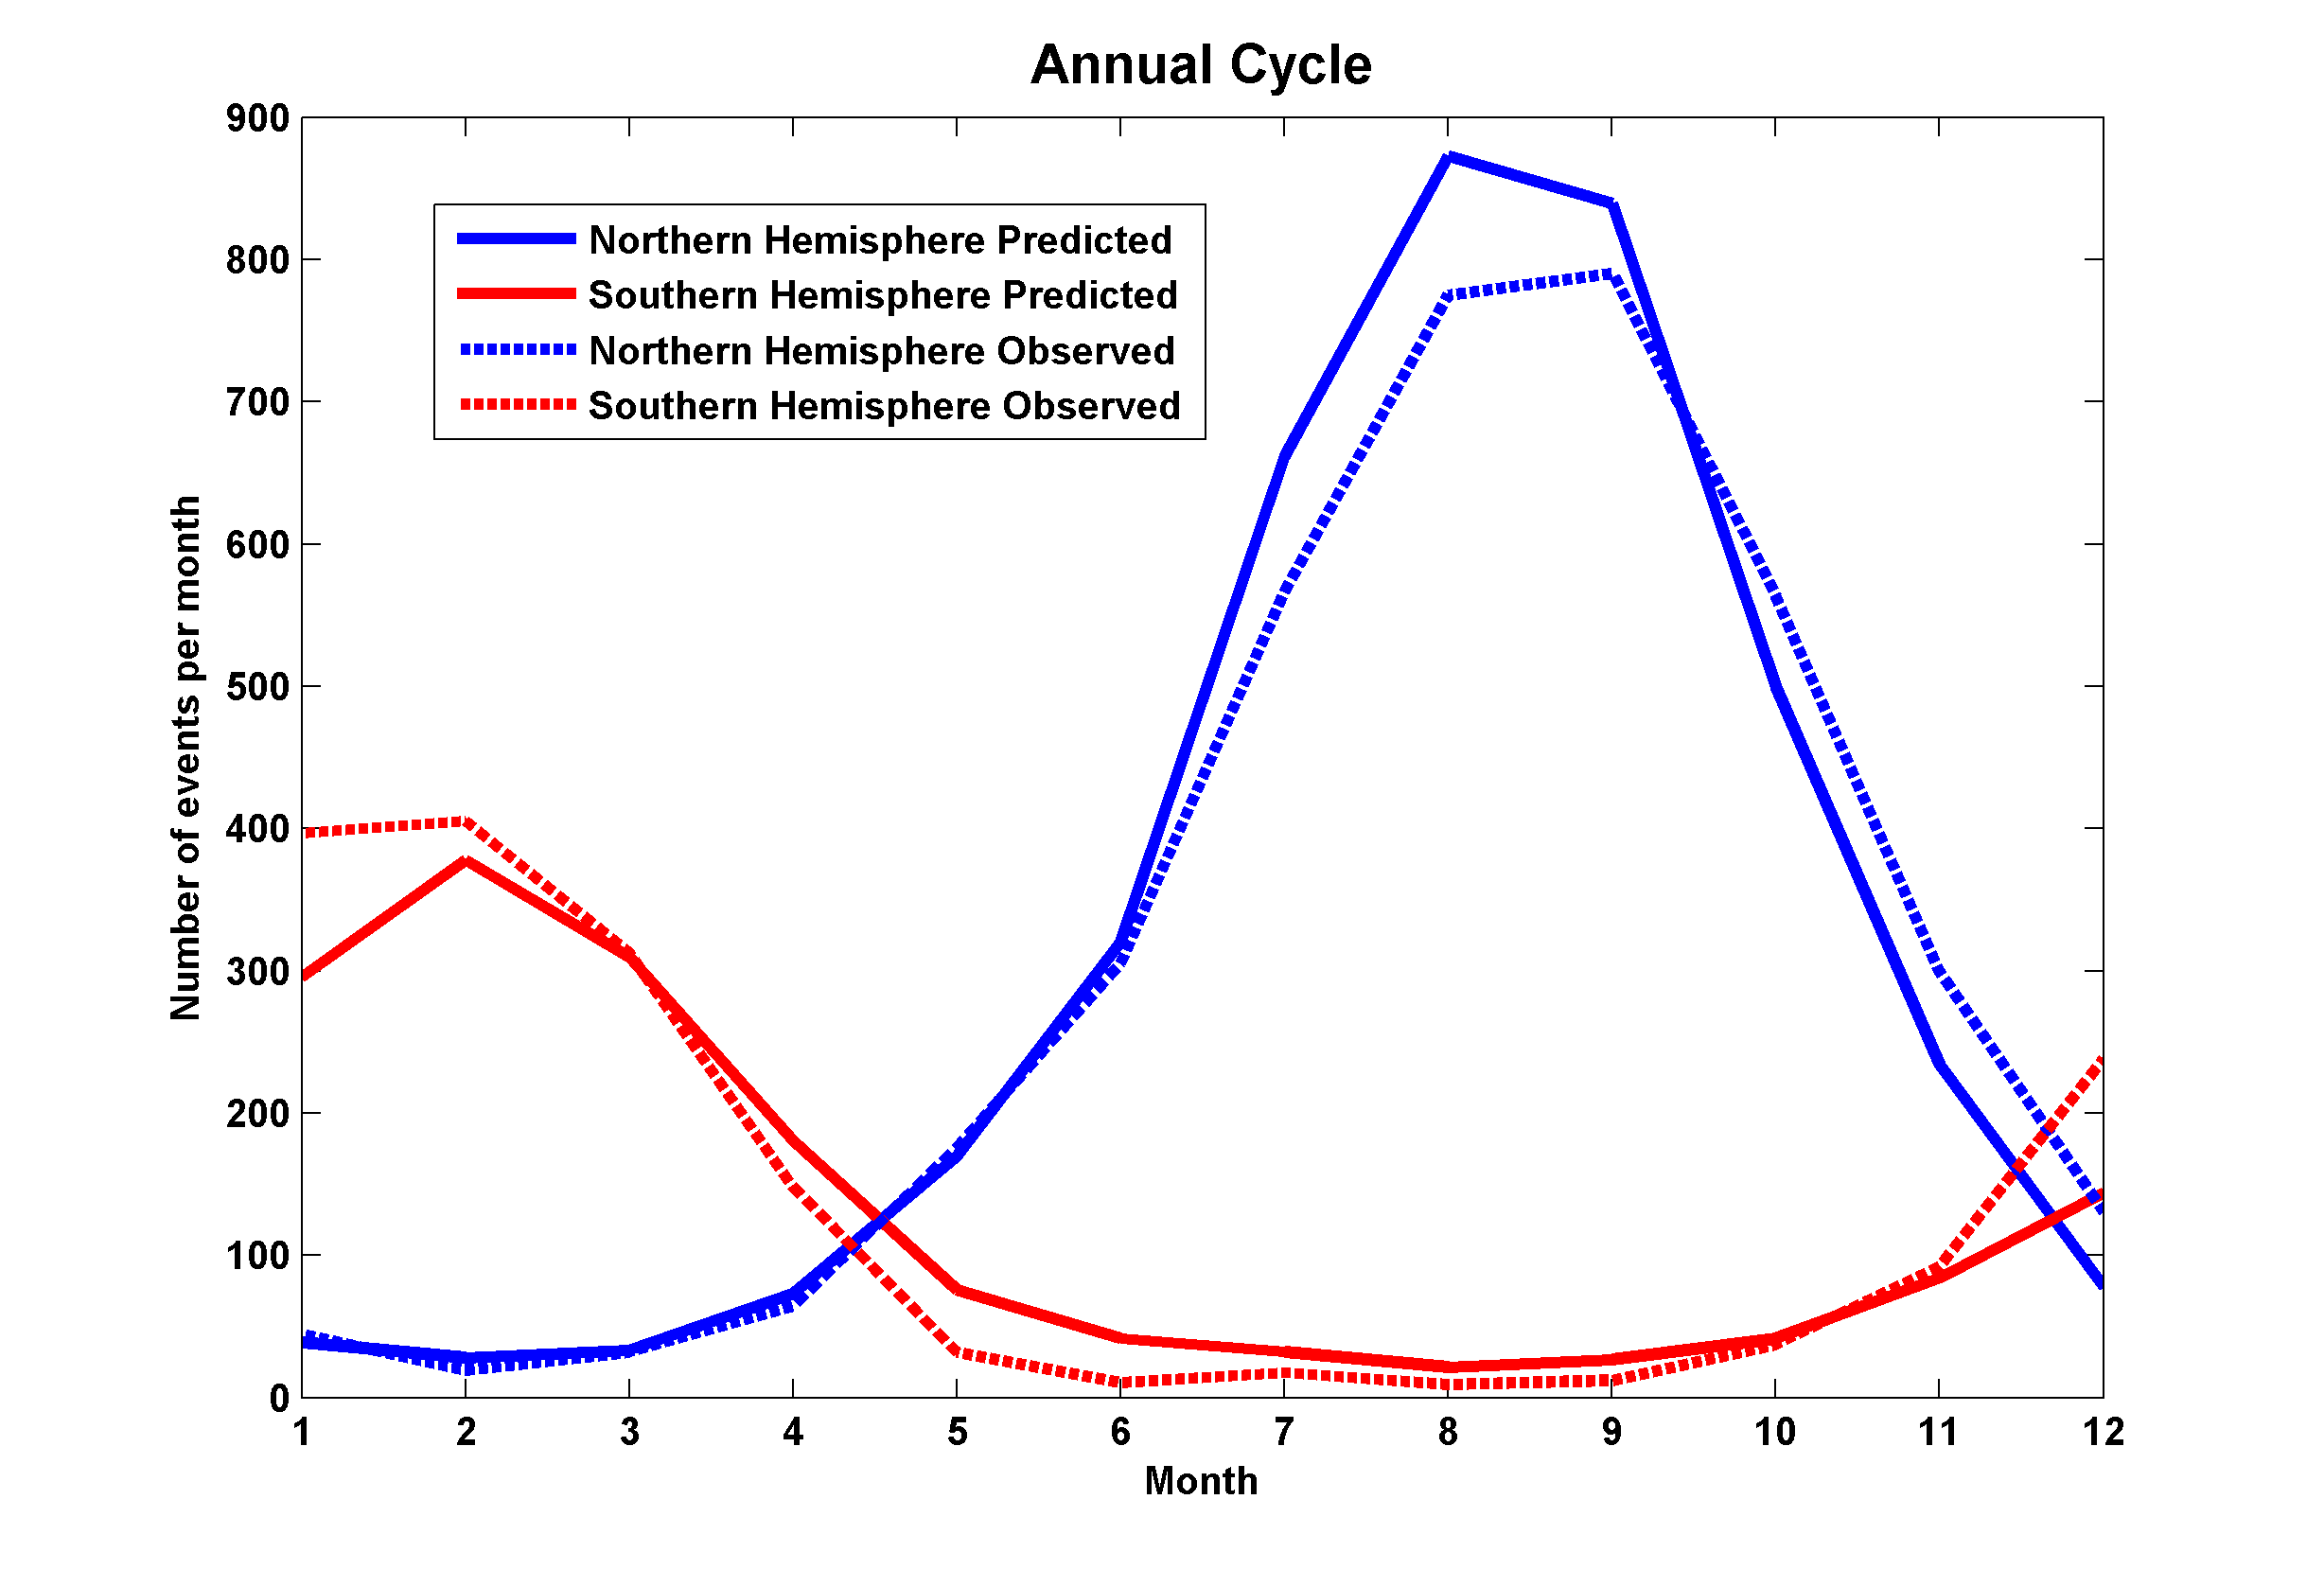 Annual Cycle
900
800
700
600
500
400
300
200
100
0
Number of events per month
Northern Hemisphere Predicted
Southern Hemisphere Predicted
Northern Hemisphere Observed
Southern Hemisphere Observed
1 2 3 4 5 6 7 8 9 10 11 12
Month